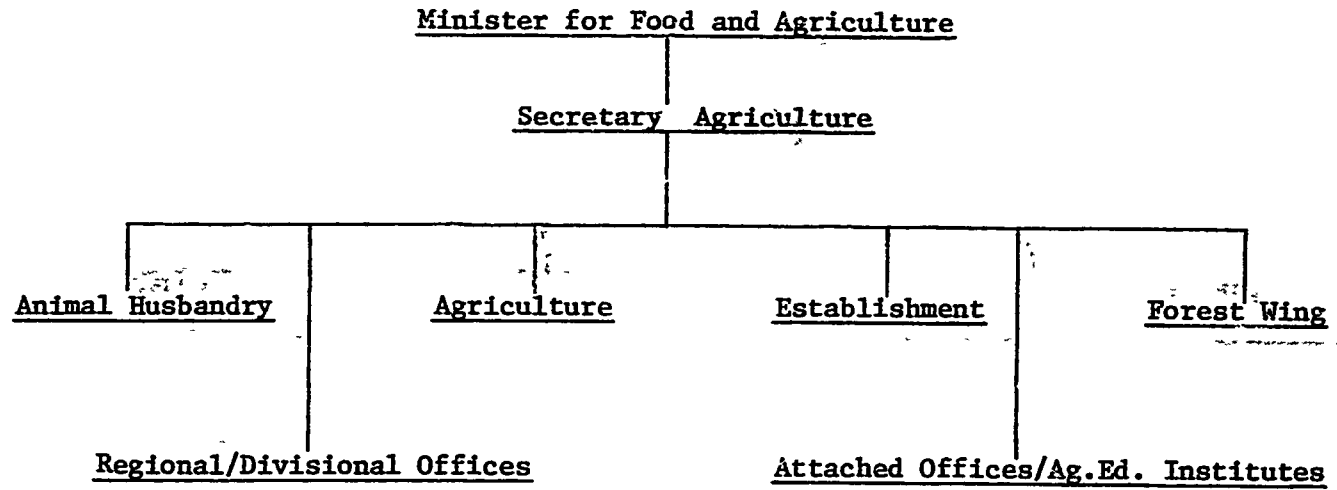 Minister for Food and Agriculture
Secretary Agriculture
Animal Husbandry
Agriculture
Establishment
Forest Wing
Regional/Divisional Offices
Attached Offices/Ag.Ed. Institutes